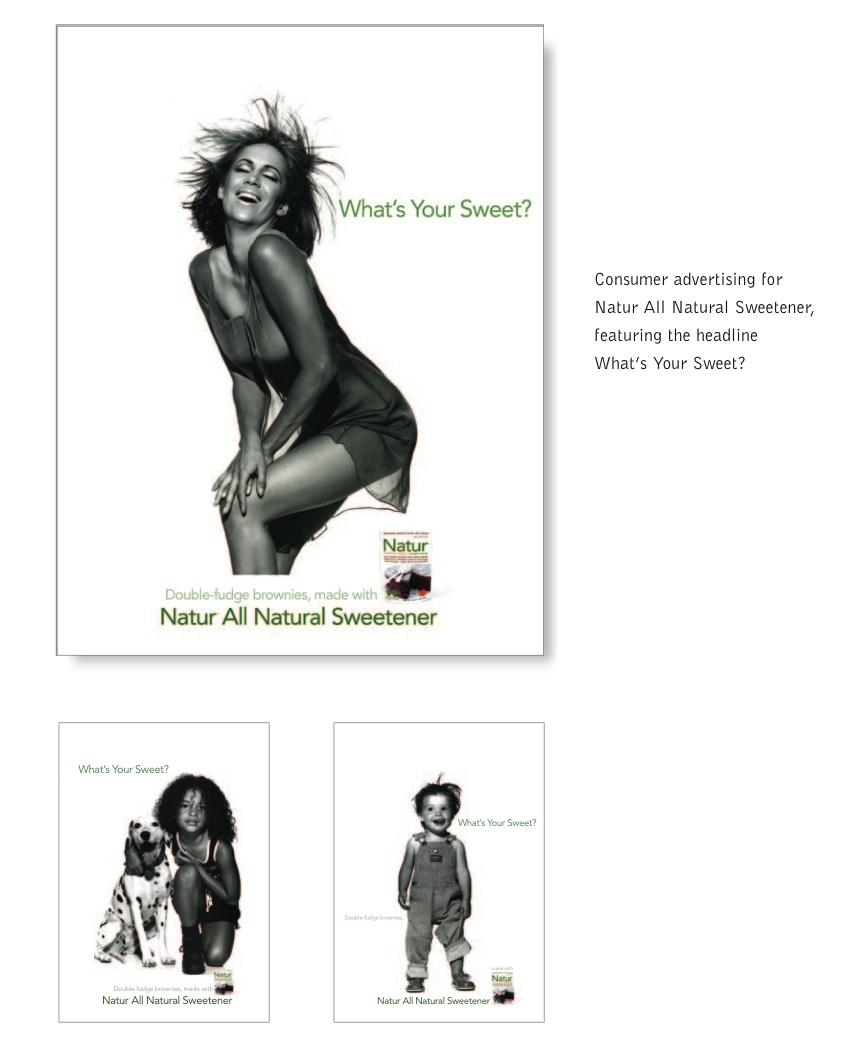 What's Your Sweet?
Consumer advertising for
Natur All Natural Sweetener,
featuring the headline
What's Your Sweet?
Natur
Double-fudge brownies, made with
Natur All Natural Sweetener
What's Your Sweet?
Natur
Double-fudge brownies, made with
Natur All Natural Sweetener
What's Your Sweet?
Double-fudge brownies,
made with
Natur
Natur All Natural Sweetener